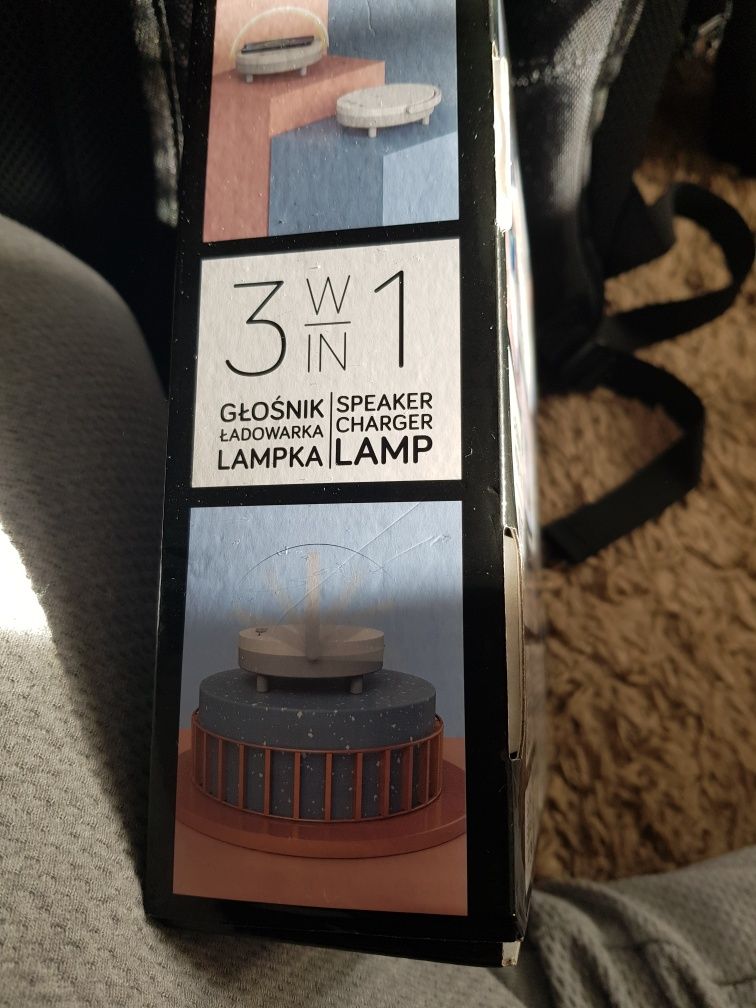 3 W IN 1
GŁOŚNIK
ŁADOWARKA
LAMPKA
SPEAKER
CHARGER
LAMP